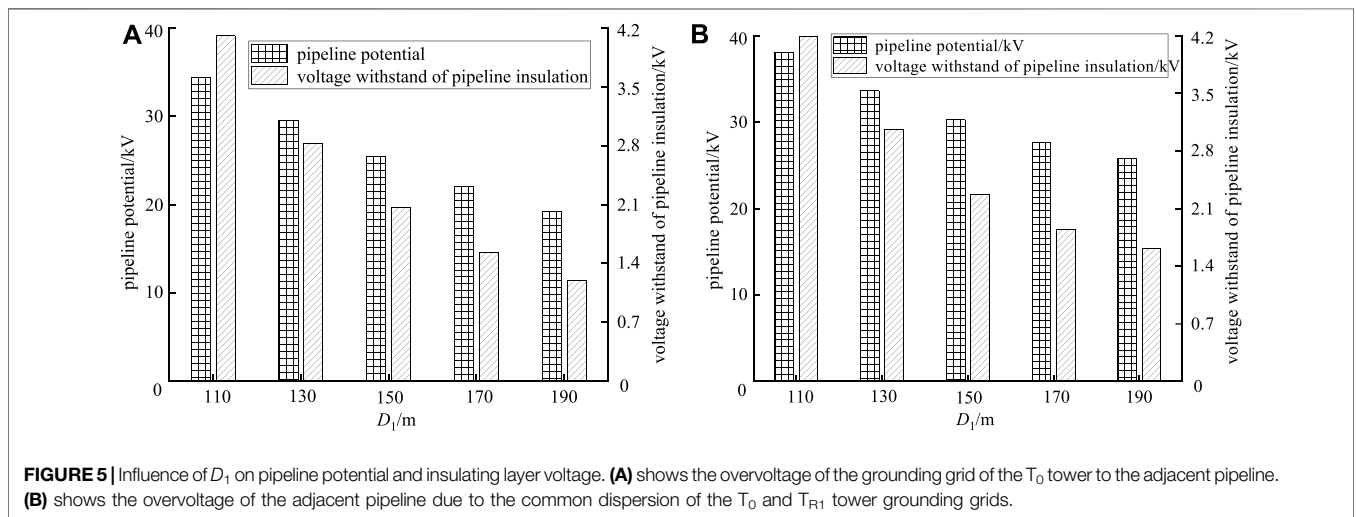 A
40
30
20
10
0
pipeline potential/kV
pipeline potential
voltage withstand of pipeline insulation
4.2
3.5
2.8
2.1
1.4
0.7
0
voltage withstand of pipeline insulation/kV
110 130 150 170 190
D₁/m
B
40
30
20
10
0
pipeline potential/kV
pipeline potential/kV
voltage withstand of pipeline insulation/kV
4.2
3.5
2.8
2.1
1.4
0.7
0
voltage withstand of pipeline insulation/kV
110 130 150 170 190
D₁/m
FIGURE 5 | Influence of D₁ on pipeline potential and insulating layer voltage. (A) shows the overvoltage of the grounding grid of the T₀ tower to the adjacent pipeline.
(B) shows the overvoltage of the adjacent pipeline due to the common dispersion of the T₀ and T_R1 tower grounding grids.